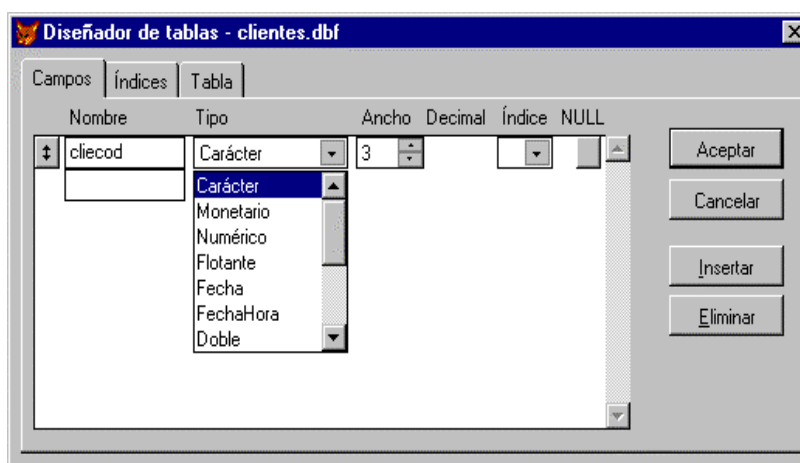 Diseñador de tablas - clientes.dbf
Campos Índices Tabla
Nombre Tipo Ancho Decimal Índice NULL
cliecod Carácter 3
Carácter
Monetario
Numérico
Flotante
Fecha
FechaHora
Doble
Aceptar
Cancelar
Insertar
Eliminar